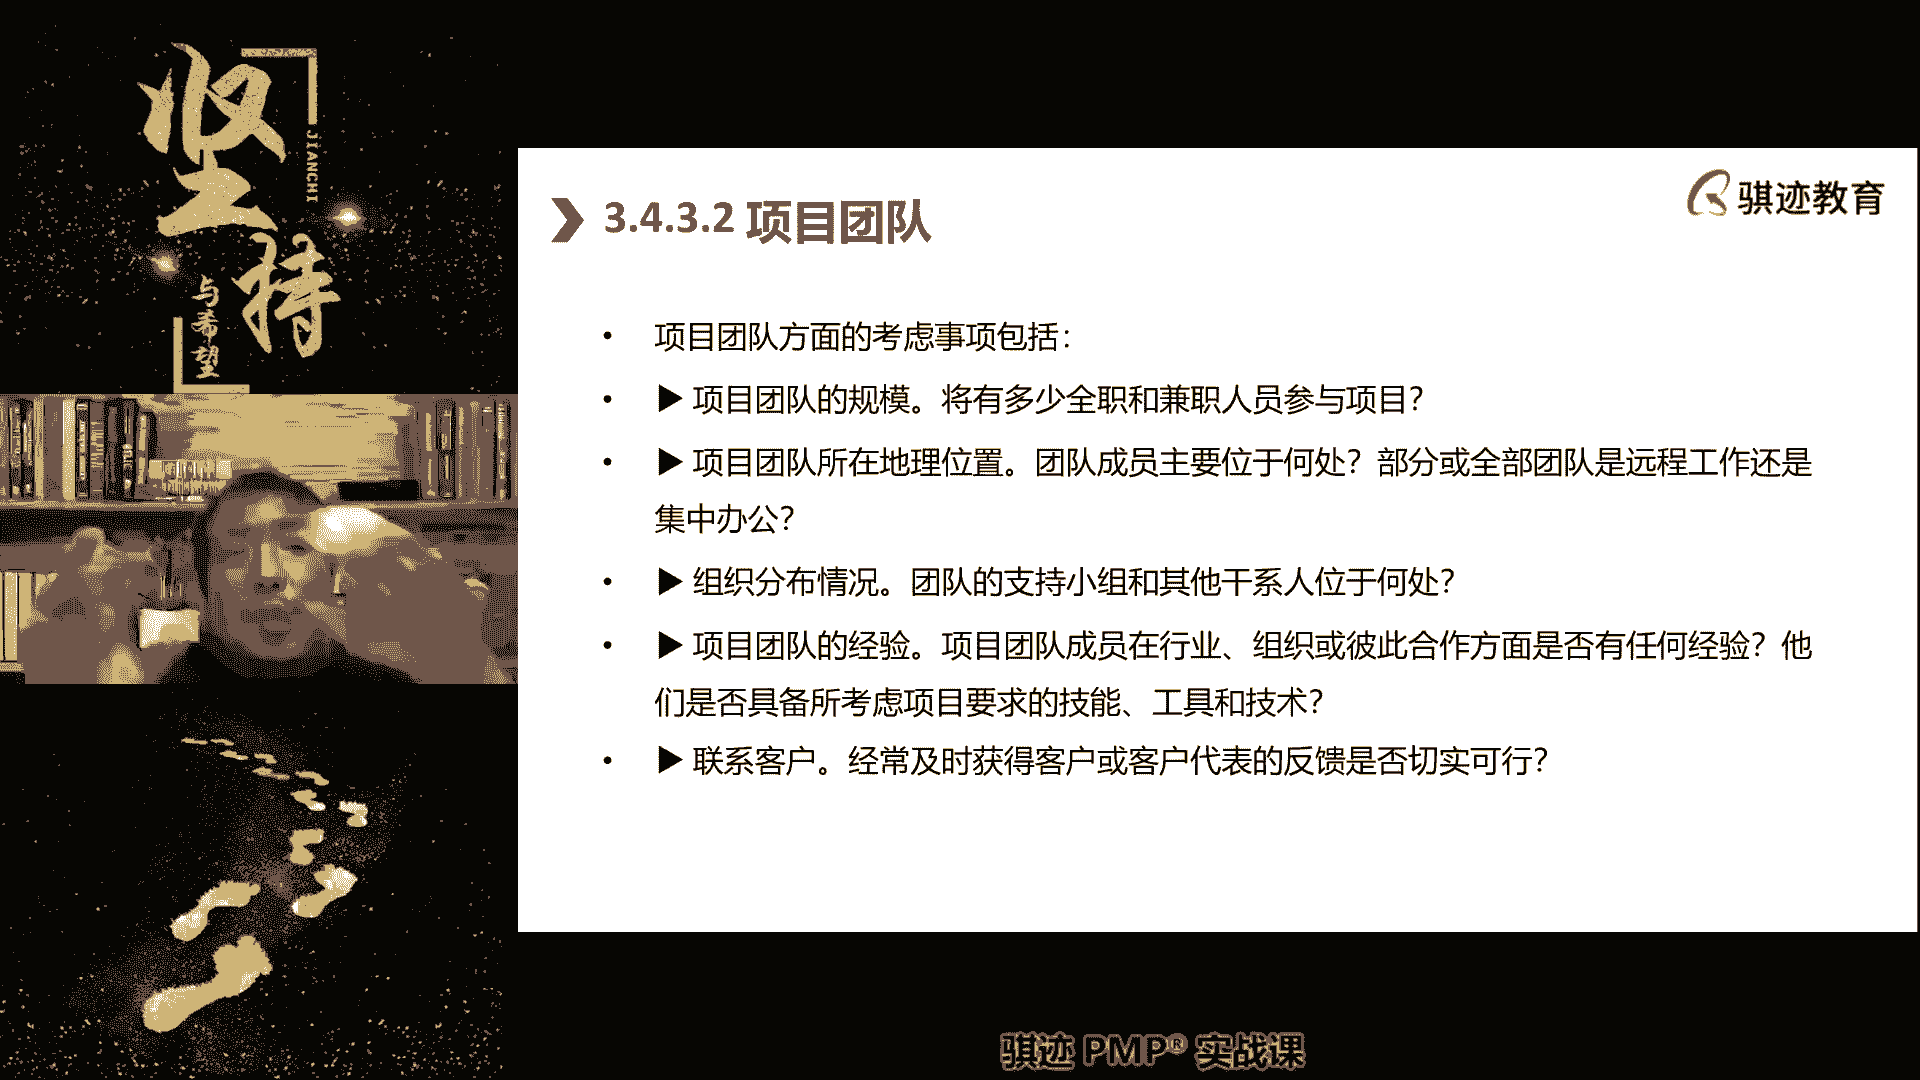 坚持
JIANCHI
与希望
骐迹教育
3.4.3.2 项目团队
• 项目团队方面的考虑事项包括：
• ▶ 项目团队的规模。将有多少全职和兼职人员参与项目？
• ▶ 项目团队所在地理位置。团队成员主要位于何处？部分或全部团队是远程工作还是
集中办公？
• ▶ 组织分布情况。团队的支持小组和其他干系人位于何处？
• ▶ 项目团队的经验。项目团队成员在行业、组织或彼此合作方面是否有任何经验？他
们是否具备所考虑项目要求的技能、工具和技术？
• ▶ 联系客户。经常及时获得客户或客户代表的反馈是否切实可行？
骐迹 PMP® 实战课